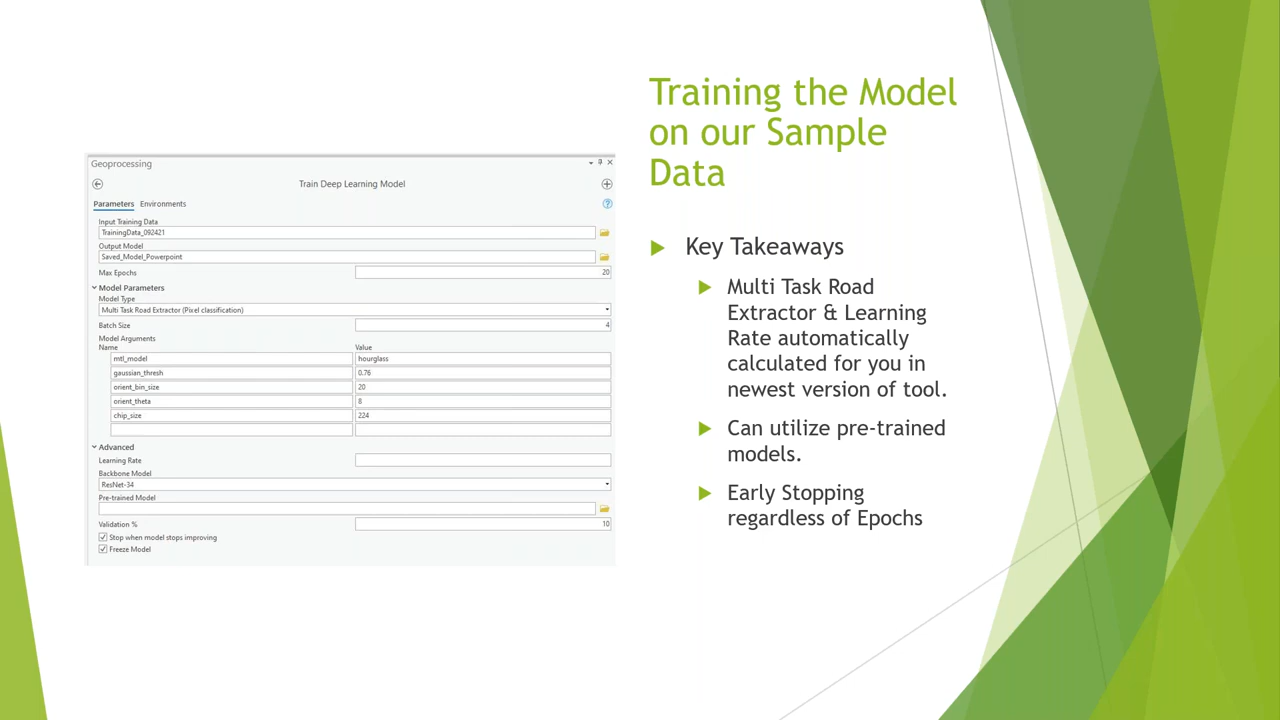 Training the Model
on our Sample
Data
Geoprocessing
Train Deep Learning Model
Parameters Environments
Input Training Data
TrainingData_092421
Output Model
Saved_Model_Powerpoint
Max Epochs 20
Model Parameters
Model Type
Multi Task Road Extractor (Pixel classification)
Batch Size 4
Model Arguments
Name Value
mtl_model hourglass
gaussian_thresh 0.76
orient_bin_size 20
orient_theta 8
chip_size 224
Advanced
Learning Rate
Backbone Model
ResNet-34
Pre-trained Model
Validation % 10
Stop when model stops improving
Freeze Model
Key Takeaways
Multi Task Road
Extractor & Learning
Rate automatically
calculated for you in
newest version of tool.
Can utilize pre-trained
models.
Early Stopping
regardless of Epochs